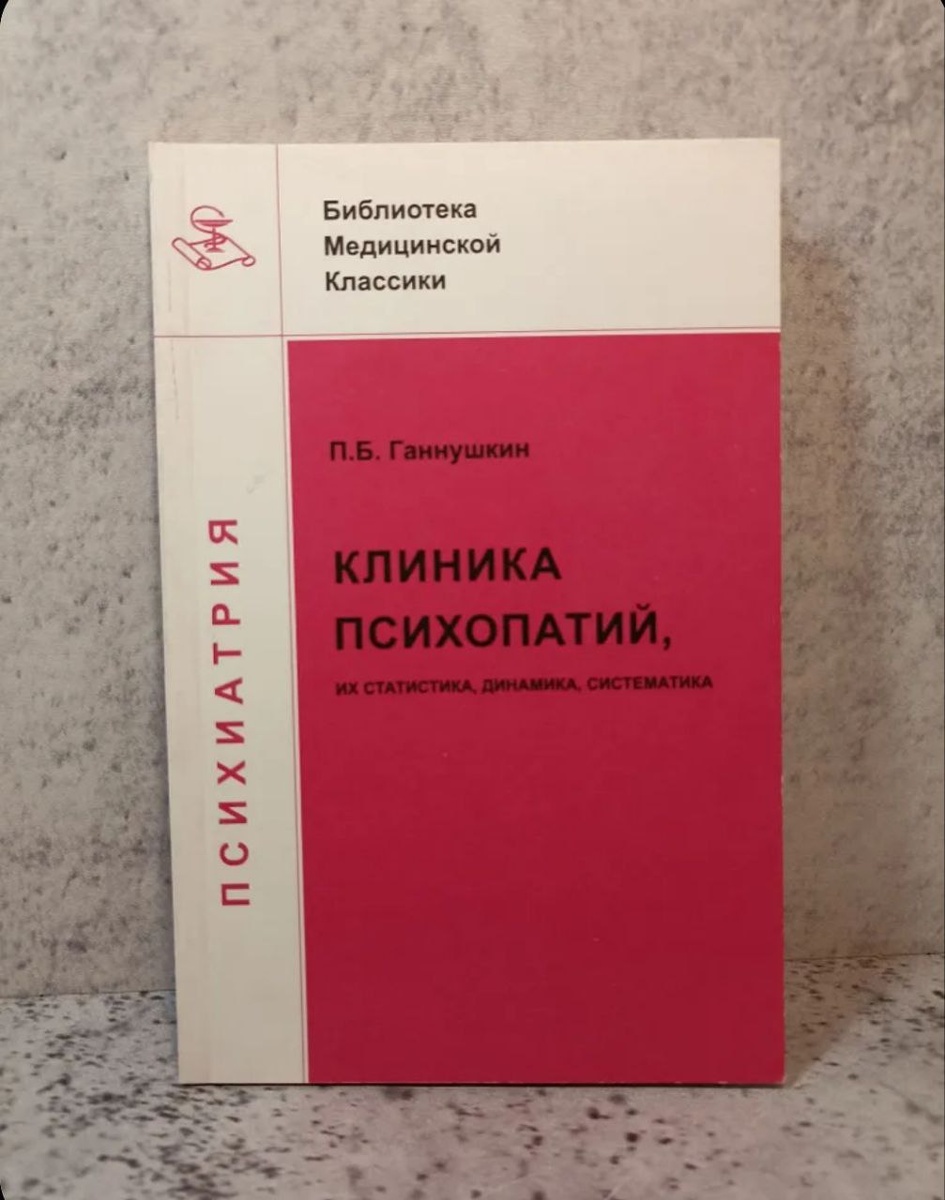 Библиотека
Медицинской
Классики
П.Б. Ганнушкин
КЛИНИКА
ПСИХОПАТИЙ,
ИХ СТАТИСТИКА, ДИНАМИКА, СИСТЕМАТИКА
ПСИХИАТРИЯ